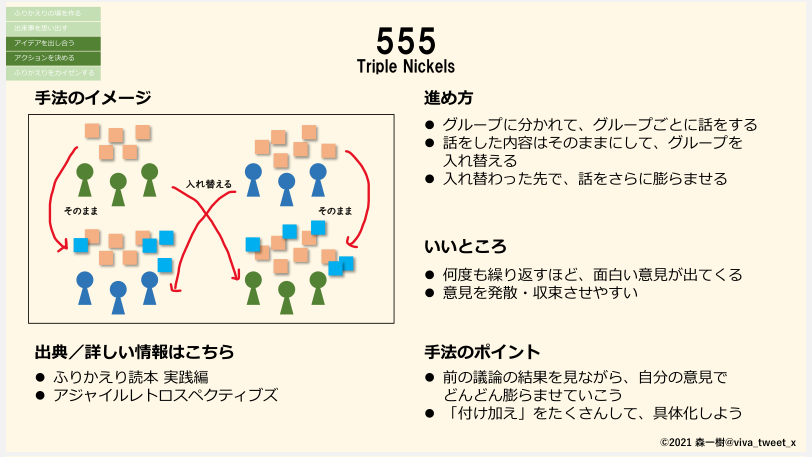 ふりかえりの場を作る
出来事を思い出す
アイデアを出し合う
アクションを決める
ふりかえりをカイゼンする
555
Triple Nickels
手法のイメージ
入れ替える
そのまま
そのまま
出典／詳しい情報はこちら
● ふりかえり読本 実践編
● アジャイルレトロスペクティブズ
進め方
● グループに分かれて、グループごとに話をする
● 話をした内容はそのままにして、グループを
入れ替える
● 入れ替わった先で、話をさらに膨らませる
いいところ
● 何度も繰り返すほど、面白い意見が出てくる
● 意見を発散・収束させやすい
手法のポイント
● 前の議論の結果を見ながら、自分の意見で
どんどん膨らませていこう
● 「付け加え」をたくさんして、具体化しよう
©2021 森一樹@viva_tweet_x